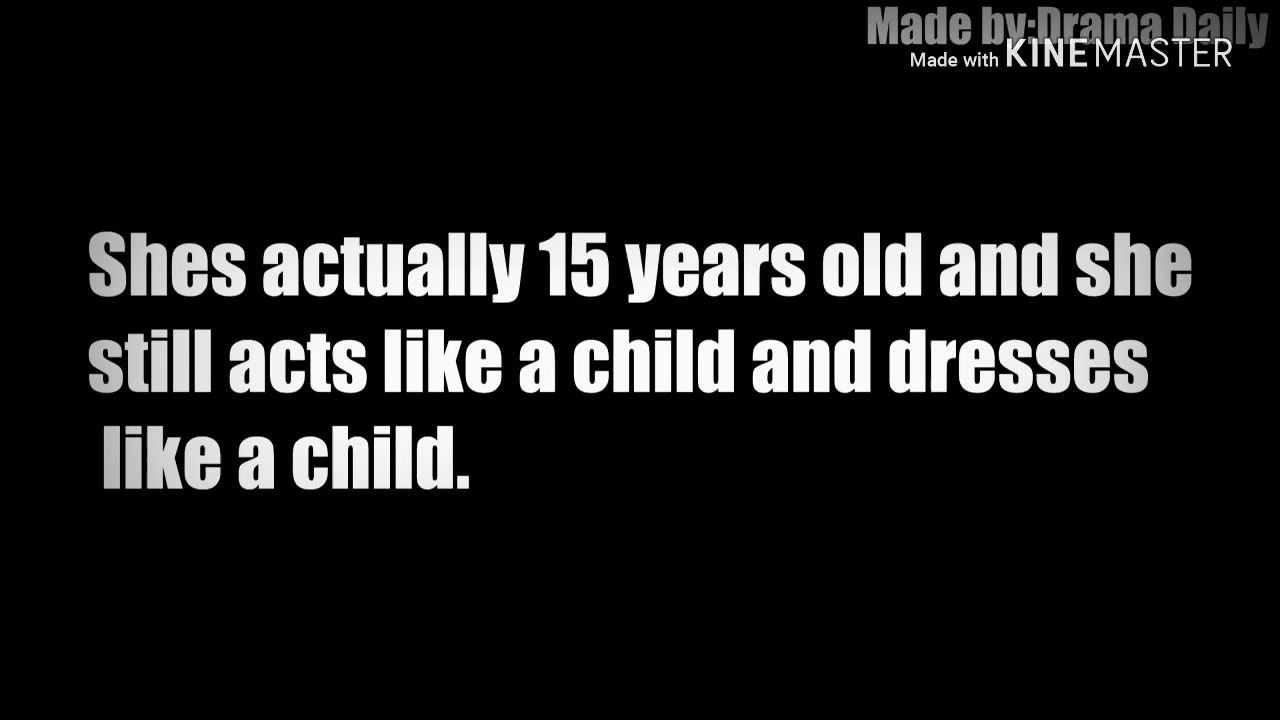 Made by:Drama Daily
Made with KINEMASTER
Shes actually 15 years old and she
still acts like a child and dresses
like a child.